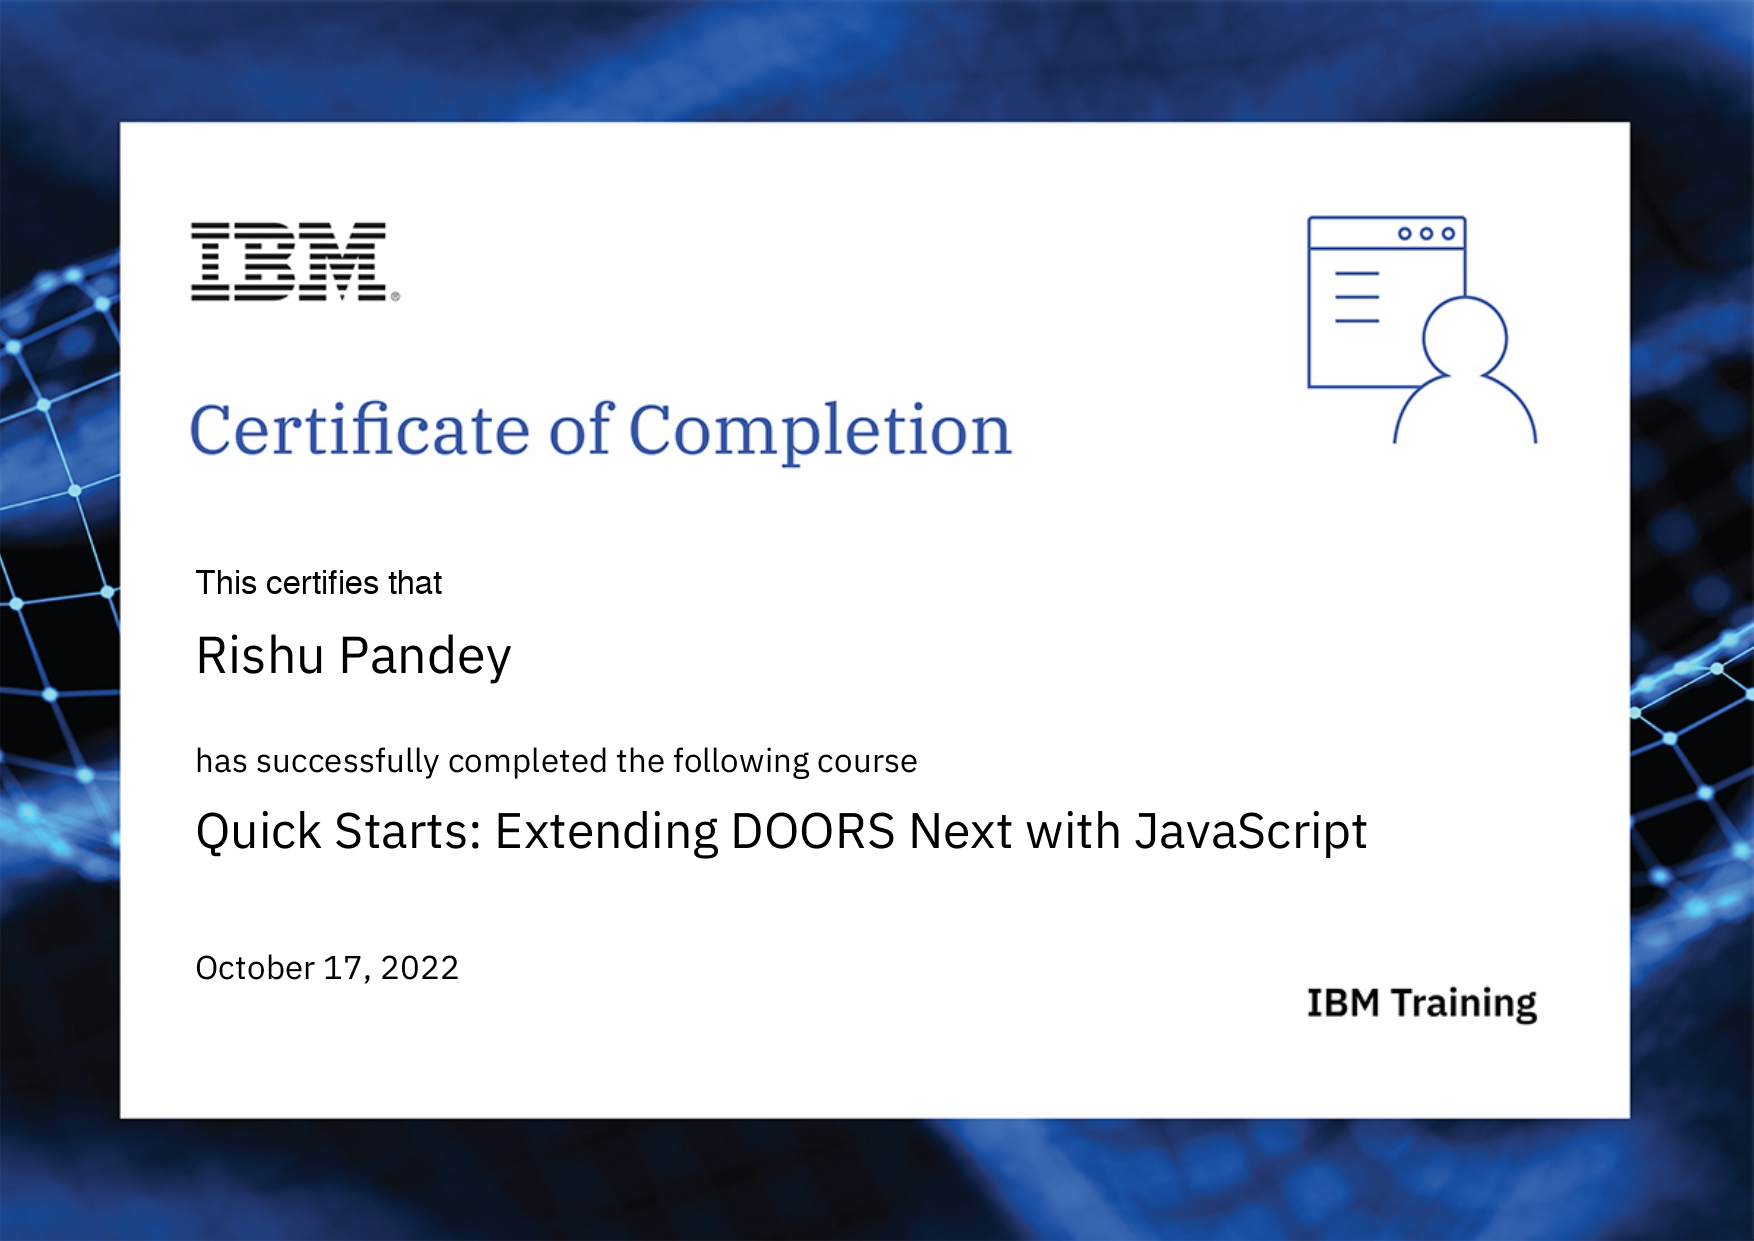 IBM®
Certificate of Completion
This certifies that
Rishu Pandey
has successfully completed the following course
Quick Starts: Extending DOORS Next with JavaScript
October 17, 2022
IBM Training